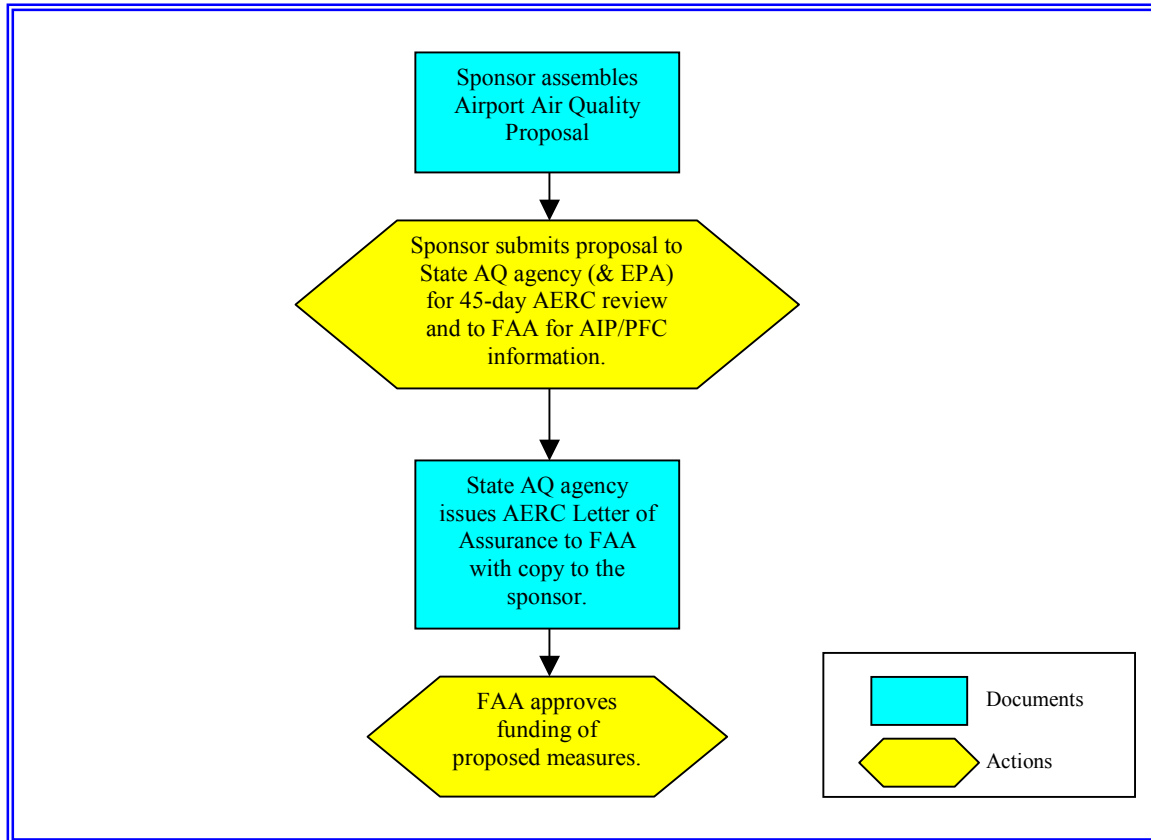 Sponsor assembles
Airport Air Quality
Proposal
Sponsor submits proposal to
State AQ agency (& EPA)
for 45-day AERC review
and to FAA for AIP/PFC
information.
State AQ agency
issues AERC Letter of
Assurance to FAA
with copy to the
sponsor.
FAA approves
funding of
proposed measures.
Documents
Actions